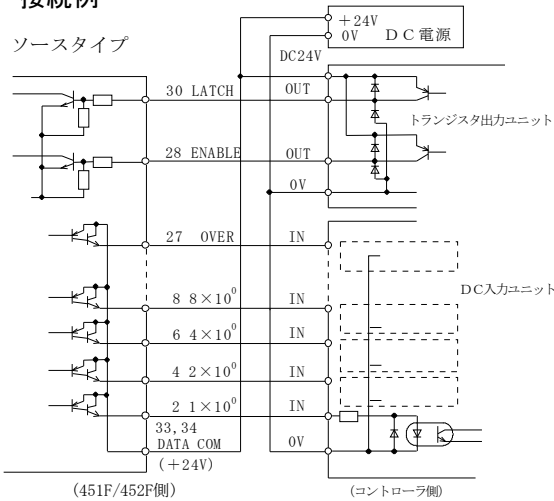 接続例
ソースタイプ
+24V
0V
DC電源
DC24V
30 LATCH
OUT
トランジスタ出力ユニット
28 ENABLE
OUT
0V
27 OVER
IN
DC入力ユニット
8 8×10⁰
IN
6 4×10⁰
IN
4 2×10⁰
IN
2 1×10⁰
IN
33,34
DATA COM
(+24V)
0V
(451F/452F側)
(コントローラ側)